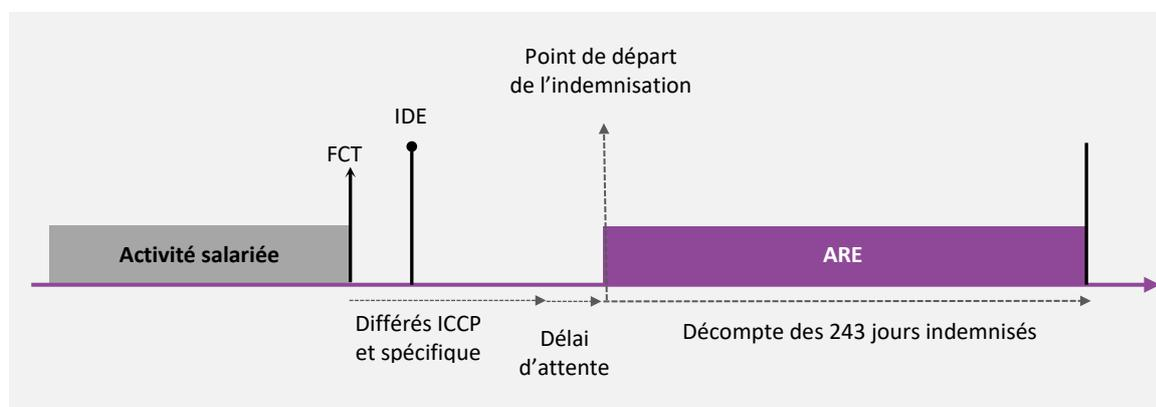 Point de départ
de l’indemnisation
IDE
FCT
Activité salariée
ARE
Différés ICCP
et spécifique
Délai
d’attente
Décompte des 243 jours indemnisés